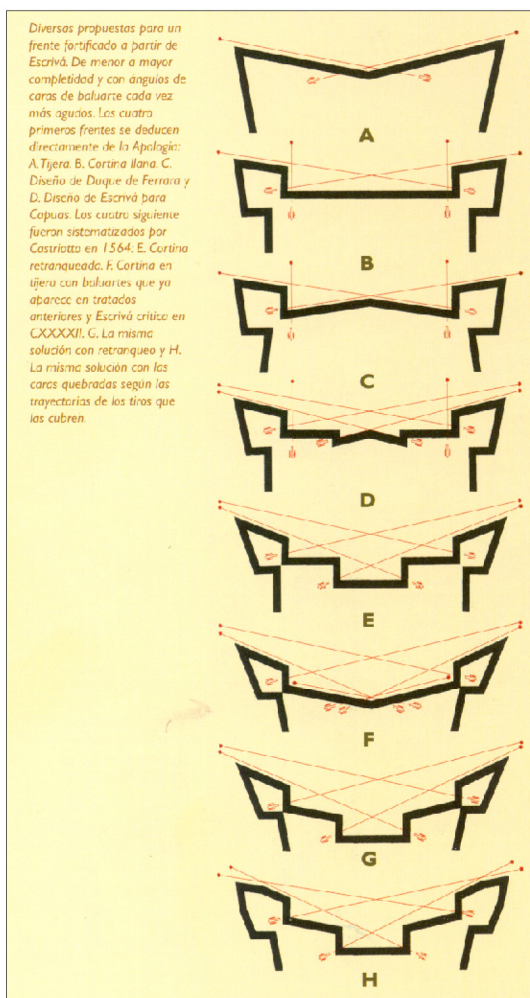 Diversas propuestas para un
frente fortificado a partir de
Escrivá. De menor a mayor
completidad y con ángulos de
caras de baluarte cada vez
más agudos. Los cuatro
primeros frentes se deducen
directamente de la Apología:
A.Tijera. B. Cortina llana. C.
Diseño de Duque de Ferrara y
D. Diseño de Escrivá para
Capuas. Los cuatro siguiente
fueron sistematizados por
Castriotto en 1564: E. Cortina
retranqueada. F. Cortina en
tijera con baluartes que ya
abarece en tratados
anteriores y Escrivá critica en
CXXXXII. G. La misma
solución con retranqueo y H.
La misma solución con las
caras quebradas según las
trayectorias de los tiros que
las cubren.
A
B
C
D
E
F
G
H